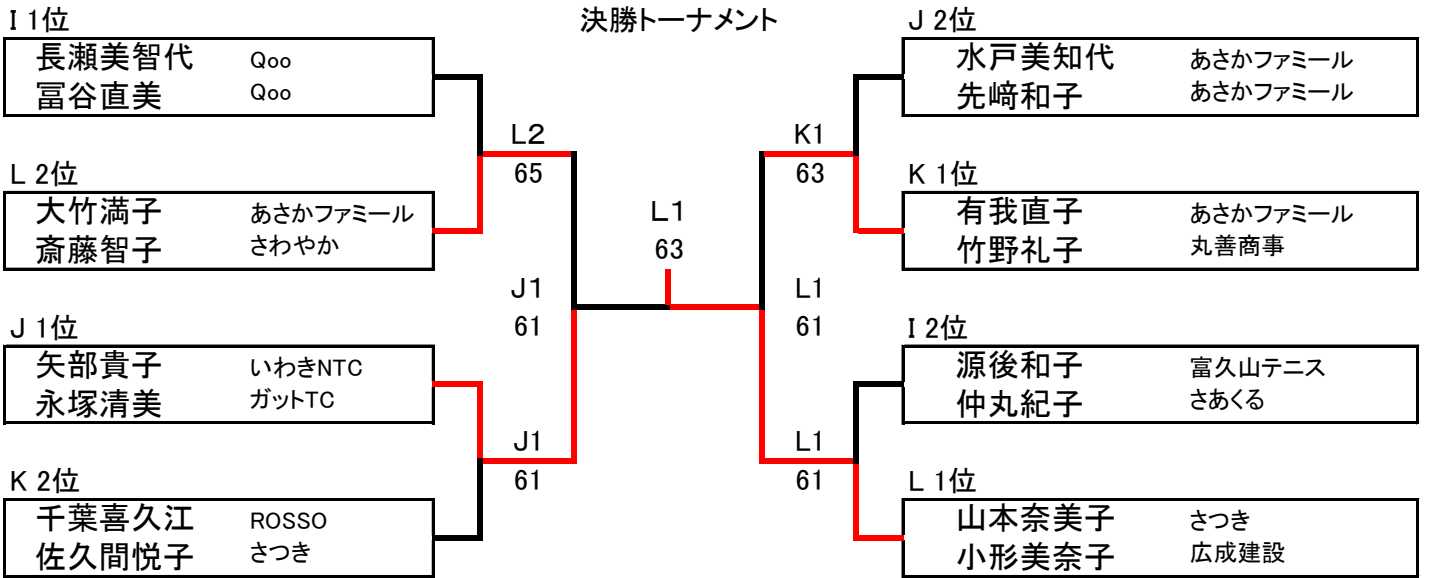 決勝トーナメント
I 1位
長瀬美智代 Qoo
冨谷直美 Qoo
L 2位
大竹満子 あさかファミール
斎藤智子 さわやか
J 1位
矢部貴子 いわきNTC
永塚清美 ガットTC
K 2位
千葉喜久江 ROSSO
佐久間悦子 さつき
L2
65
J1
61
J1
61
L1
63
K1
63
L1
61
L1
61
J 2位
水戸美知代 あさかファミール
先﨑和子 あさかファミール
K 1位
有我直子 あさかファミール
竹野礼子 丸善商事
I 2位
源後和子 富久山テニス
仲丸紀子 さあくる
L 1位
山本奈美子 さつき
小形美奈子 広成建設